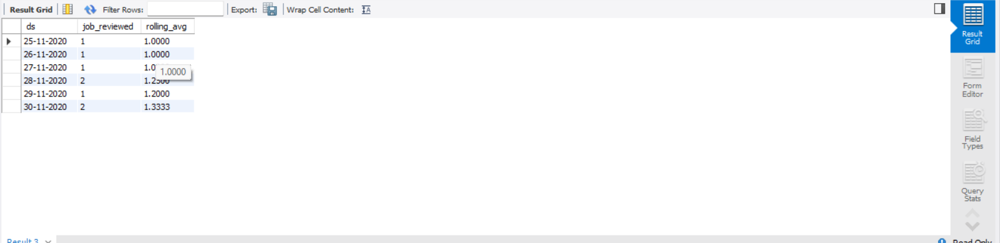 Result Grid Filter Rows: Export: Wrap Cell Content: IA
ds job_reviewed rolling_avg
25-11-2020 1 1.0000
26-11-2020 1 1.0000
27-11-2020 1 1.0
1.0000
28-11-2020 2 1.2500
29-11-2020 1 1.2000
30-11-2020 2 1.3333
Result
Grid
Form
Editor
Field
Types
Query
Stats
Result 3
Read Only